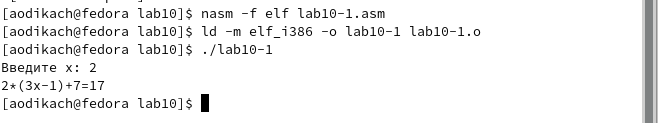 [aodikach@fedora lab10]$ nasm -f elf lab10-1.asm
[aodikach@fedora lab10]$ ld -m elf_i386 -o lab10-1 lab10-1.o
[aodikach@fedora lab10]$ ./lab10-1
Введите x: 2
2*(3x-1)+7=17
[aodikach@fedora lab10]$